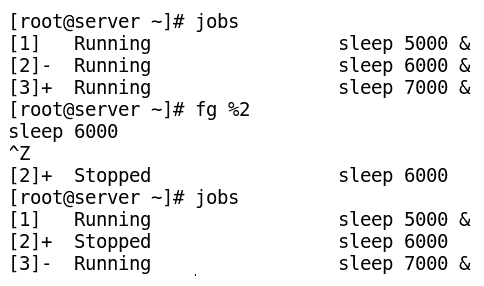 [root@server ~]# jobs
[1]   Running                 sleep 5000 &
[2]-  Running                 sleep 6000 &
[3]+  Running                 sleep 7000 &
[root@server ~]# fg %2
sleep 6000
^Z
[2]+  Stopped                 sleep 6000
[root@server ~]# jobs
[1]   Running                 sleep 5000 &
[2]+  Stopped                 sleep 6000
[3]-  Running                 sleep 7000 &